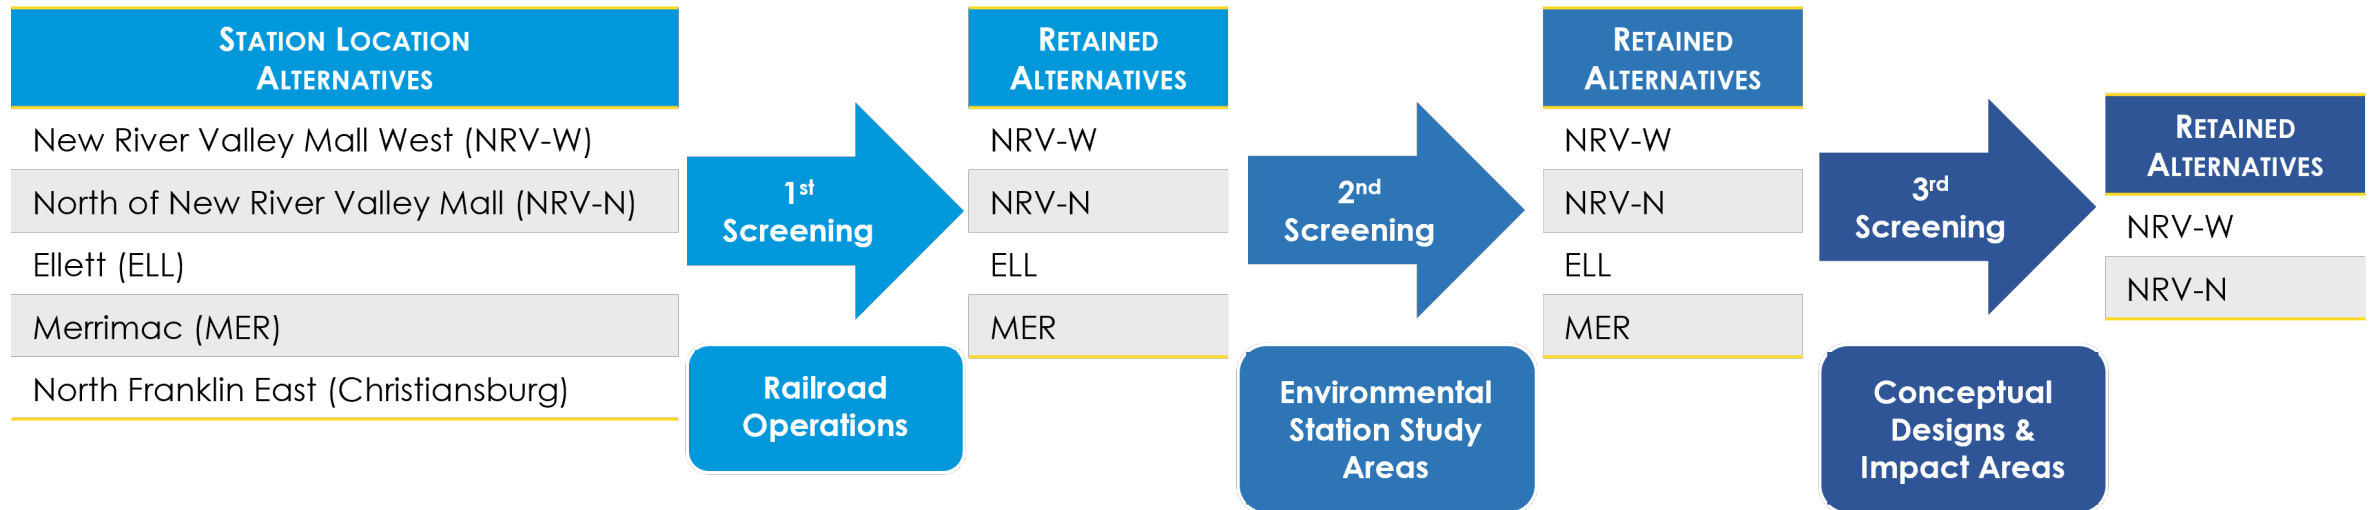 STATION LOCATION
ALTERNATIVES
New River Valley Mall West (NRV-W)
North of New River Valley Mall (NRV-N)
Ellett (ELL)
Merrimac (MER)
North Franklin East (Christiansburg)
1st
Screening
Railroad
Operations
RETAINED
ALTERNATIVES
NRV-W
NRV-N
ELL
MER
2nd
Screening
Environmental
Station Study
Areas
RETAINED
ALTERNATIVES
NRV-W
NRV-N
ELL
MER
3rd
Screening
Conceptual
Designs &
Impact Areas
RETAINED
ALTERNATIVES
NRV-W
NRV-N